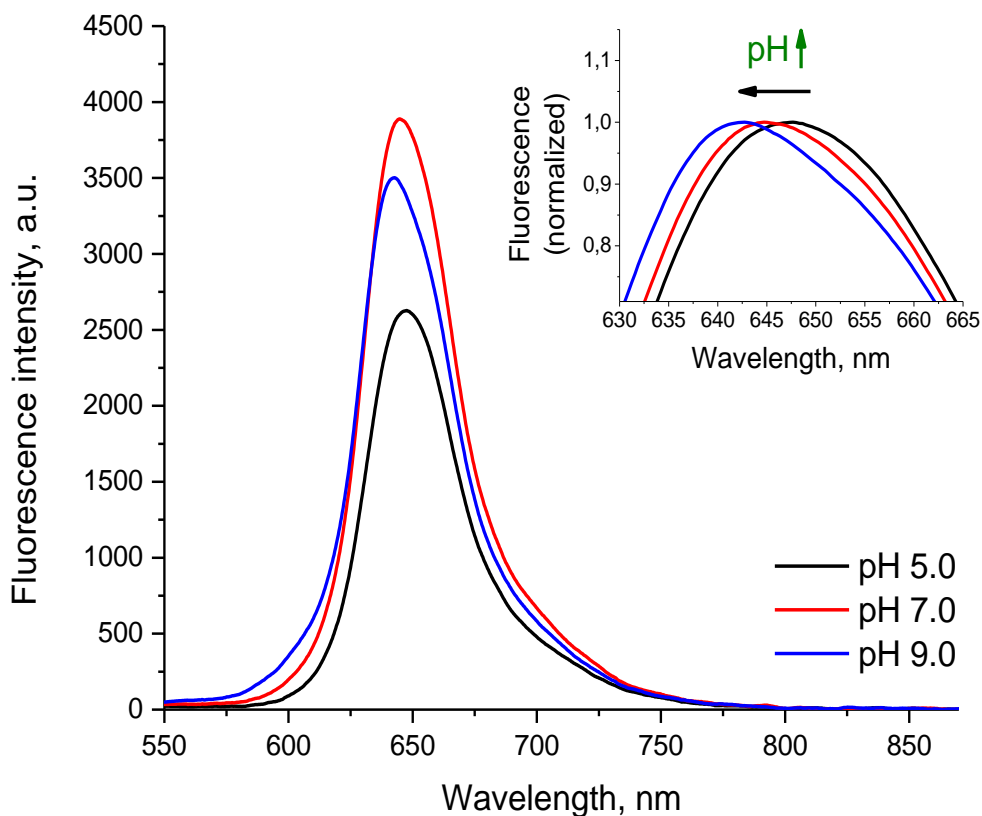 4500
4000
3500
3000
2500
2000
1500
1000
500
0
Fluorescence intensity, a.u.
550 600 650 700 750 800 850
Wavelength, nm
pH
1,1
1,0
0,9
0,8
Fluorescence
(normalized)
630 635 640 645 650 655 660 665
Wavelength, nm
pH 5.0
pH 7.0
pH 9.0